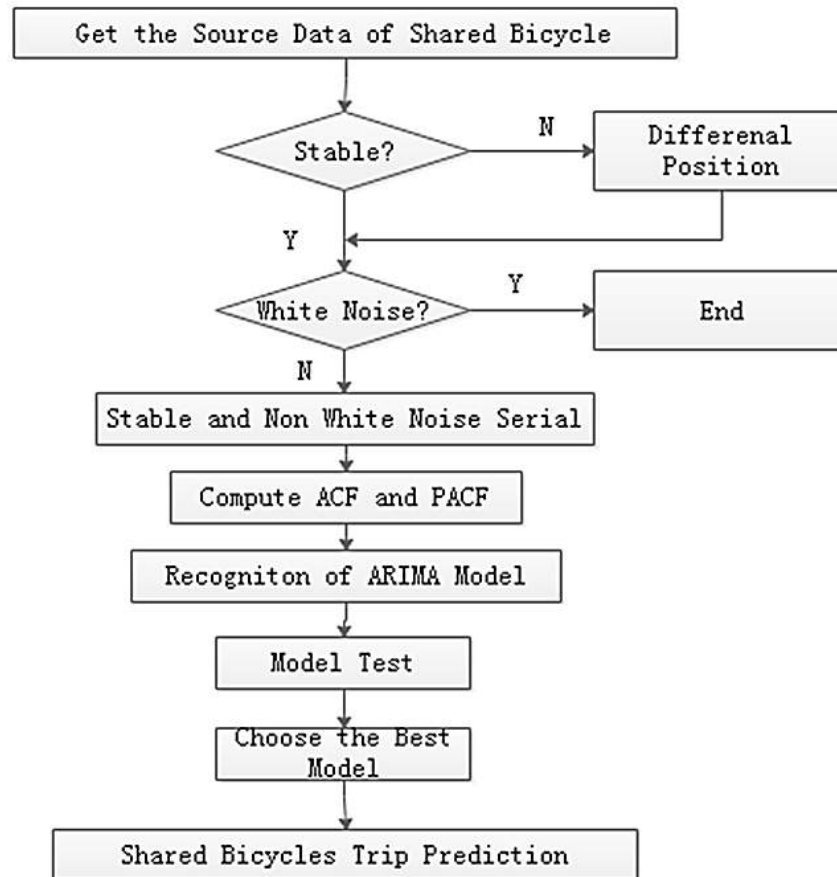 Get the Source Data of Shared Bicycle
Stable?
N
Differenal
Position
Y
White Noise?
Y
End
N
Stable and Non White Noise Serial
Compute ACF and PACF
Recogniton of ARIMA Model
Model Test
Choose the Best
Model
Shared Bicycles Trip Prediction